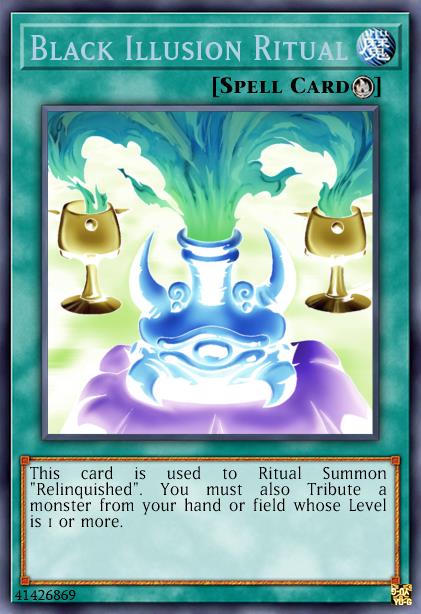 Black Illusion Ritual 魔
[Spell Card]
This card is used to Ritual Summon
"Relinquished". You must also Tribute a
monster from your hand or field whose Level
is 1 or more.
41426869